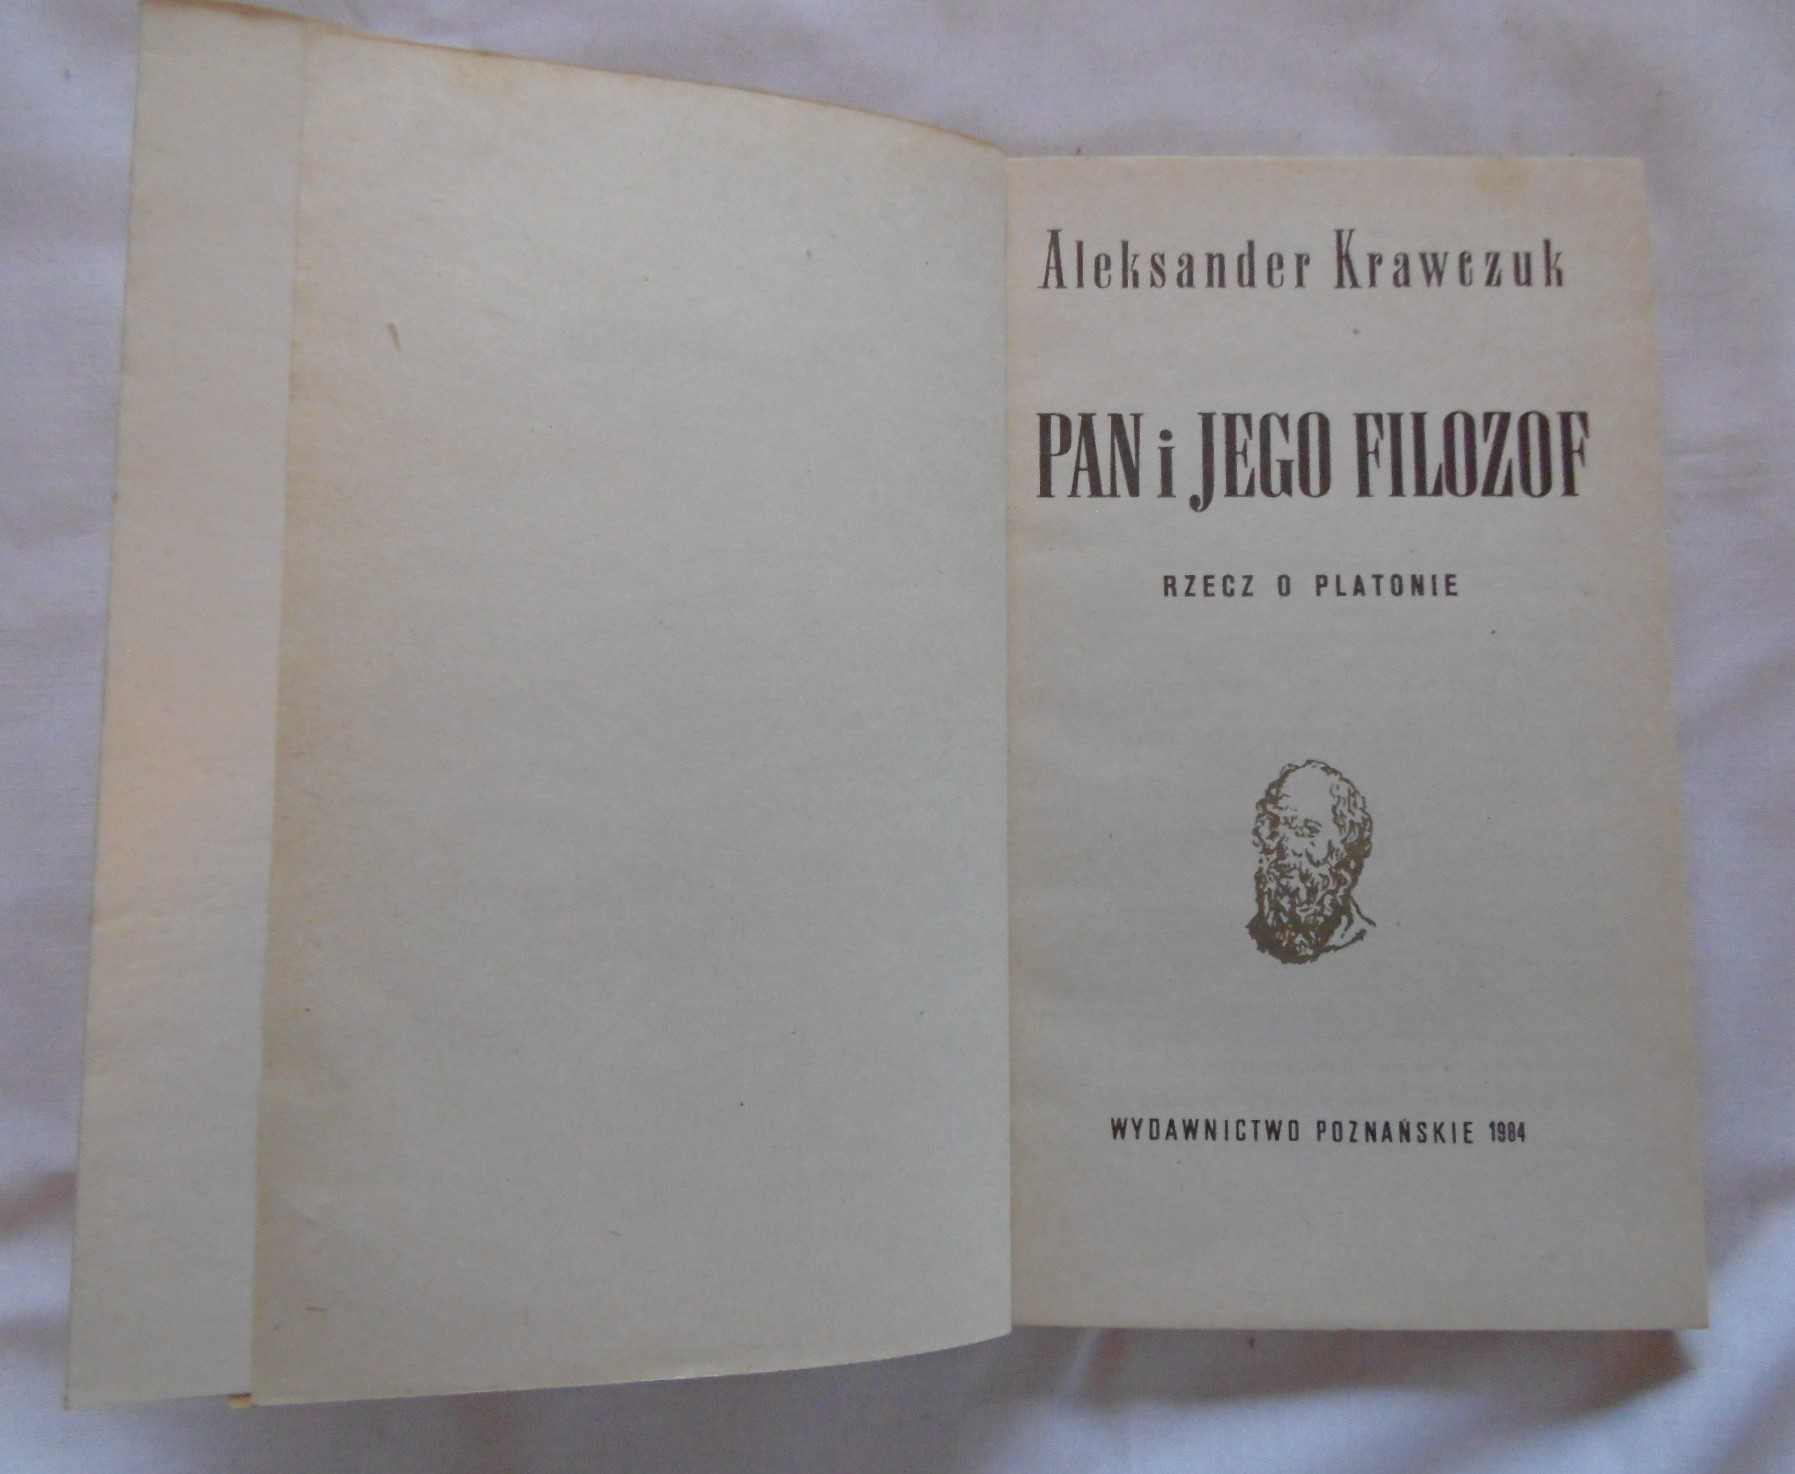 Aleksander Krawczuk
PAN i JEGO FILOZOF
RZECZ O PLATONIE
WYDAWNICTWO POZNAŃSKIE 1984